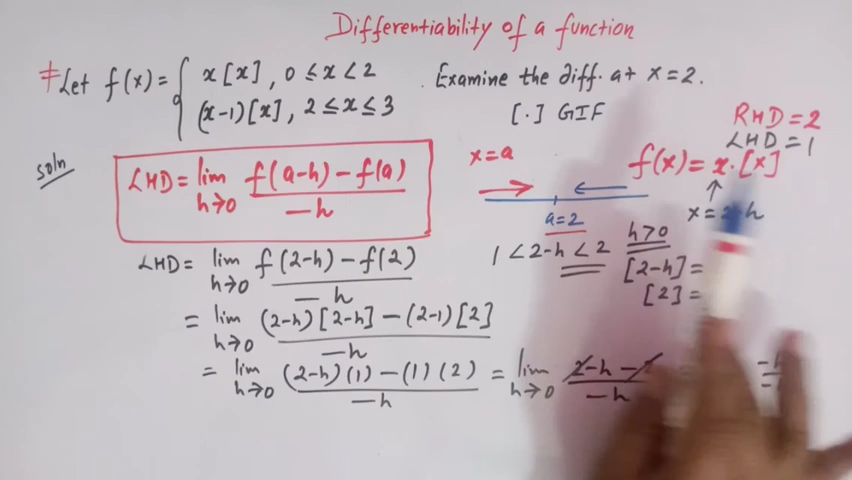 Differentiability of a function
Let f(x) = { x[x], 0 ≤ x < 2
(x-1)[x], 2 ≤ x ≤ 3
Examine the diff. at x = 2.
[.] GIF
RHD = 2
LHD = 1
soln
LHD = lim h→0 f(a-h) - f(a) / -h
x = a
f(x) = x.[x]
a = 2
LHD = lim h→0 f(2-h) - f(2) / -h
1 < 2-h < 2
h > 0
[2-h] =
[2] =
= lim h→0 (2-h)[2-h] - (2-1)[2] / -h
= lim h→0 (2-h)(1) - (1)(2) / -h = lim h→0 2-h-2 / -h